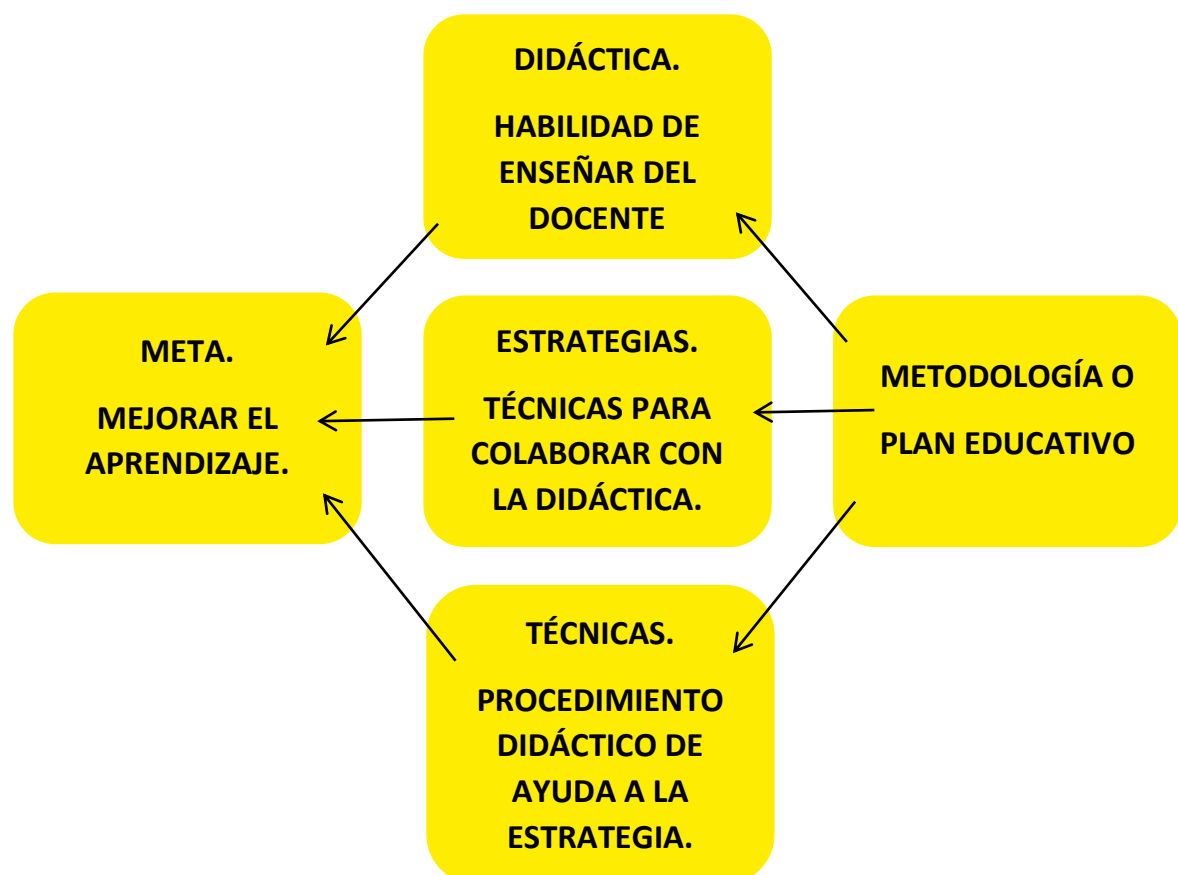 DIDÁCTICA.
HABILIDAD DE
ENSEÑAR DEL
DOCENTE
META.
MEJORAR EL
APRENDIZAJE.
ESTRATEGIAS.
TÉCNICAS PARA
COLABORAR CON
LA DIDÁCTICA.
METODOLOGÍA O
PLAN EDUCATIVO
TÉCNICAS.
PROCEDIMIENTO
DIDÁCTICO DE
AYUDA A LA
ESTRATEGIA.